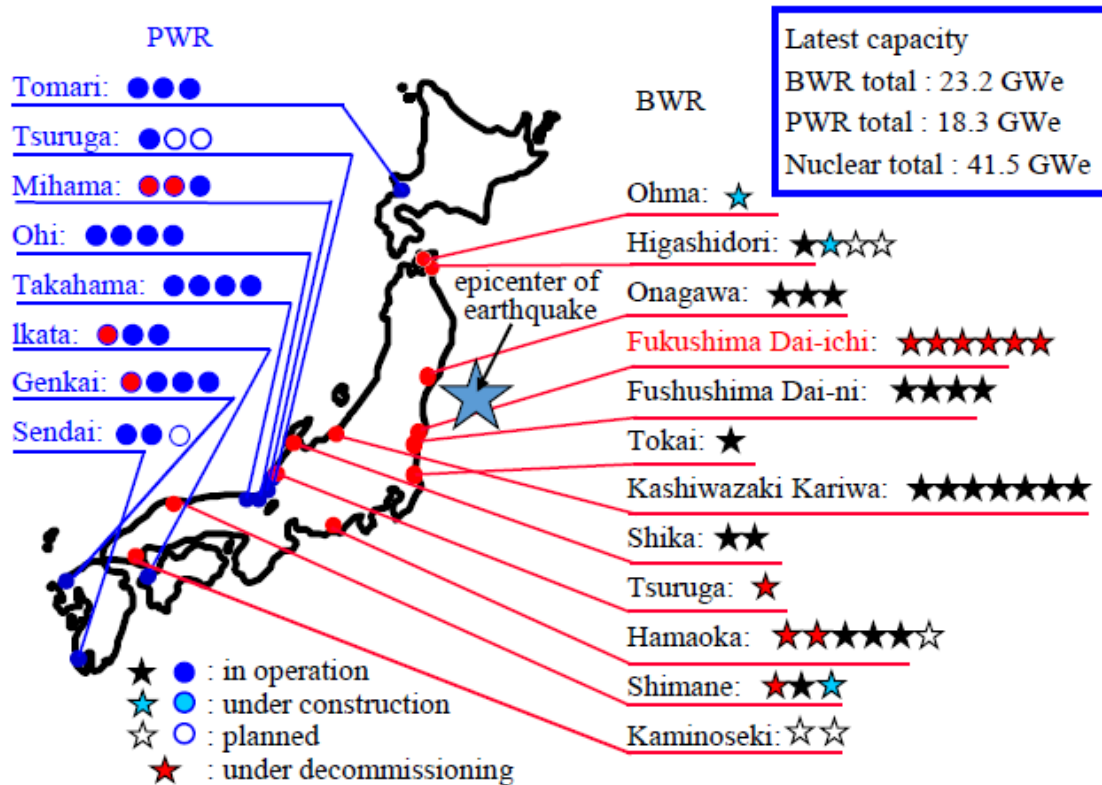 PWR
Tomari:
Tsuruga:
Mihama:
Ohi:
Takahama:
Ikata:
Genkai:
Sendai:
Latest capacity
BWR total : 23.2 GWe
PWR total : 18.3 GWe
Nuclear total : 41.5 GWe
BWR
Ohma:
Higashidori:
Onagawa:
Fukushima Dai-ichi:
Fushushima Dai-ni :
Tokai:
Kashiwazaki Kariwa:
Shika:
Tsuruga:
Hamaoka:
Shimane:
Kaminoseki:
epicenter of
earthquake
: in operation
: under construction
: planned
: under decommissioning